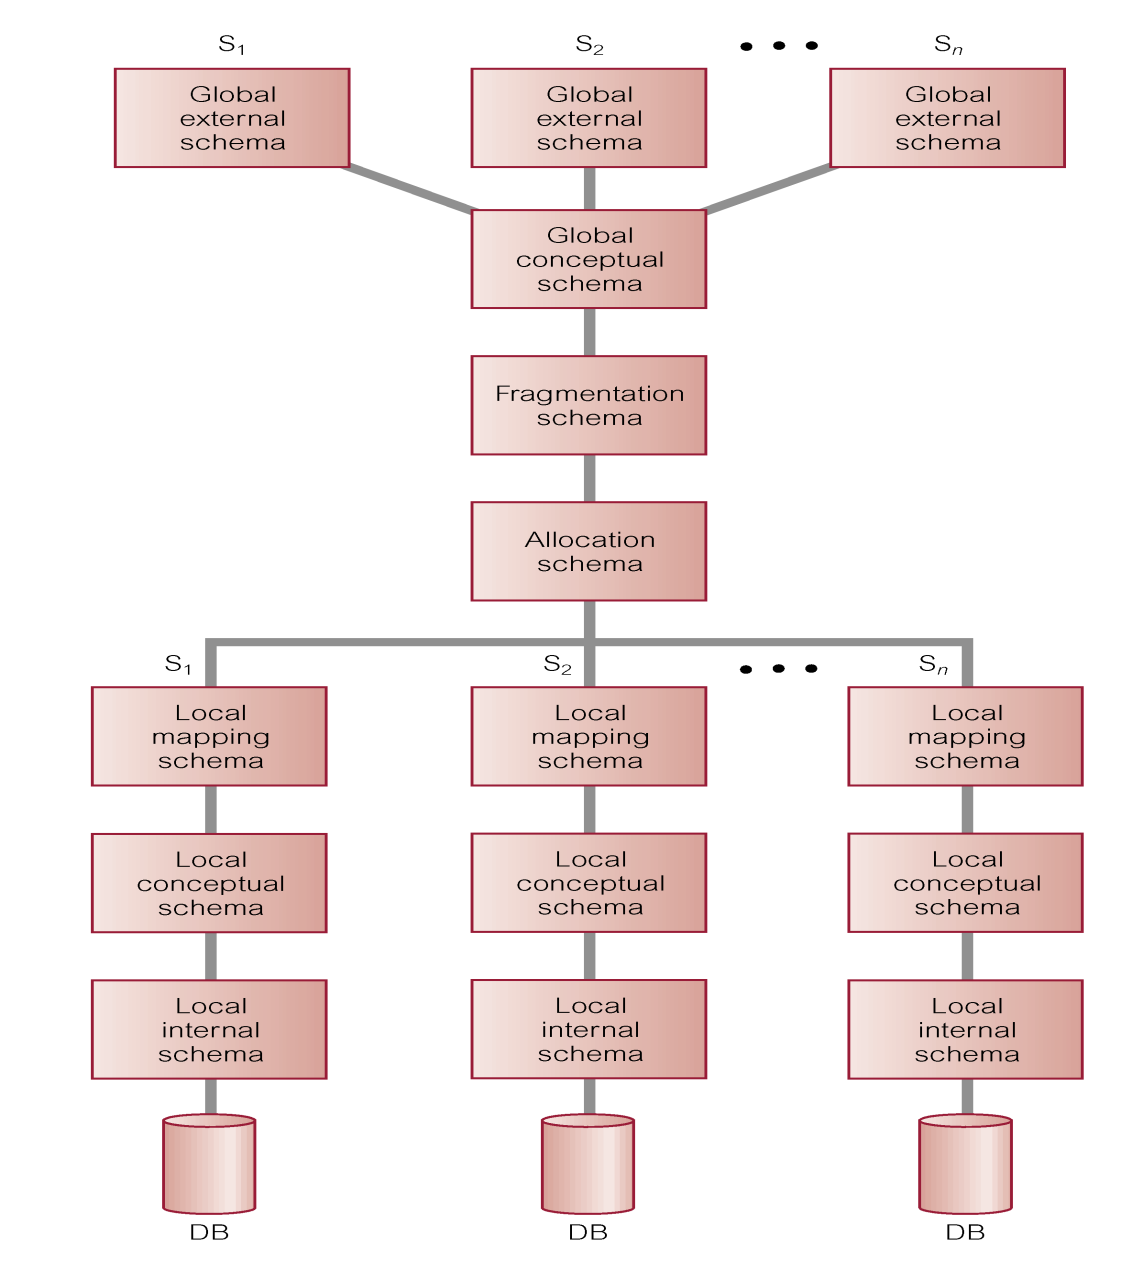 S1
S2
Sn
Global
external
schema
Global
external
schema
Global
external
schema
Global
conceptual
schema
Fragmentation
schema
Allocation
schema
S1
S2
Sn
Local
mapping
schema
Local
mapping
schema
Local
mapping
schema
Local
conceptual
schema
Local
conceptual
schema
Local
conceptual
schema
Local
internal
schema
Local
internal
schema
Local
internal
schema
DB
DB
DB